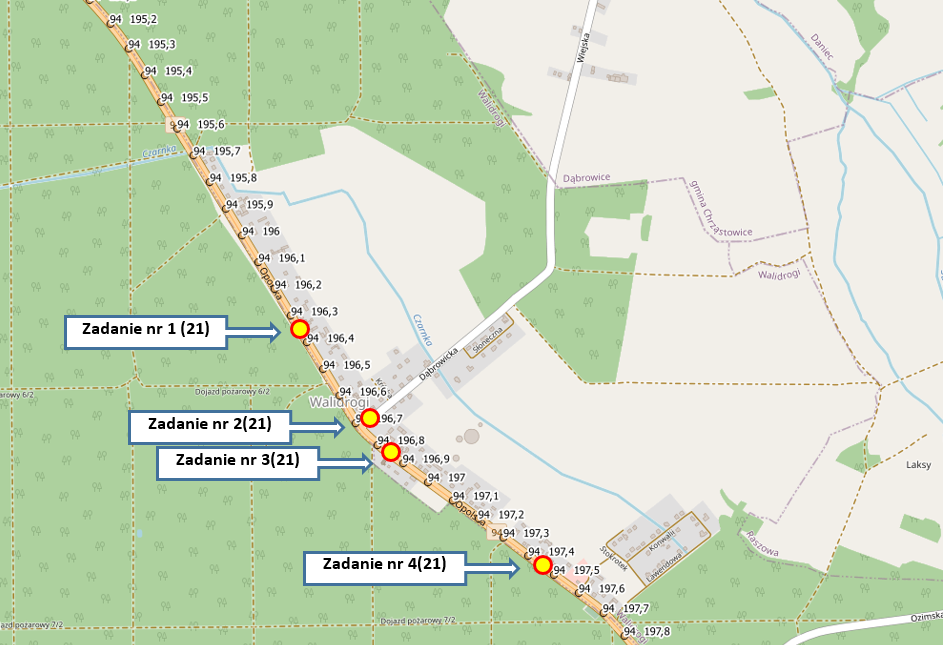 94 195,2
94 195,3
94 195,4
94 195,5
94 195,6
94 195,7
94 195,8
94 195,9
94 196
94 196,1
94 196,2
94 196,3
94 196,4
94 196,5
94 196,6
96,7
94 196,8
94 196,9
94 197
94 197,1
94 197,2
94 197,3
94 197,4
94 197,5
94 197,6
94 197,7
94 197,8
Zadanie nr 1 (21)
Zadanie nr 2(21)
Zadanie nr 3(21)
Zadanie nr 4(21)
Wiejska
Daniec
Walidrogi
Dąbrowice
gmina Chrząstowice
Walidrogi
Czarnka
Opolska
Czarnka
Słoneczna
Dąbrowicka
Walidrogi
żarowy 6/2
Dojazd pożarowy 6/2
Laksy
Opolska
94
Stokrotek
Konwalii
Lawendowa
Raszowa
Walidrogi
Ozimska
azd pożarowy 7/2
Dojazd pożarowy 7/2